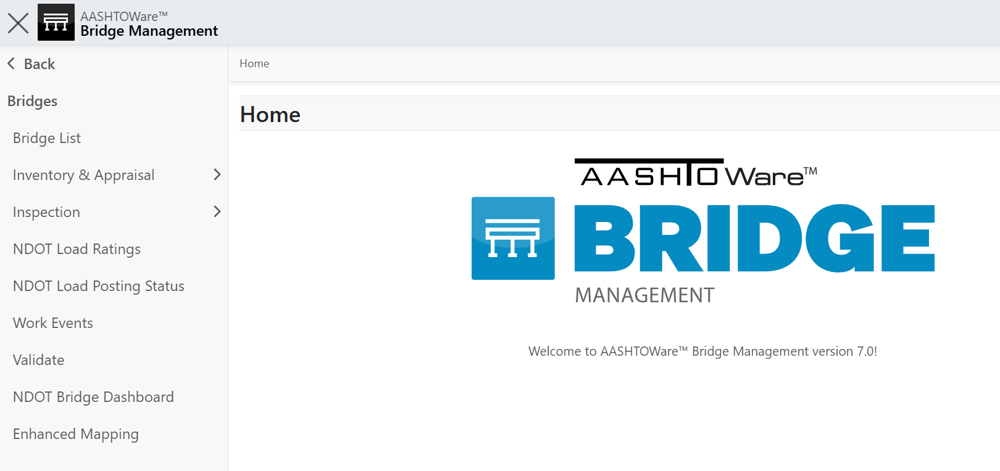 AASHTOWare™
Bridge Management
Back
Bridges
Bridge List
Inventory & Appraisal
Inspection
NDOT Load Ratings
NDOT Load Posting Status
Work Events
Validate
NDOT Bridge Dashboard
Enhanced Mapping
Home
Home
AASHTOWare™
BRIDGE
MANAGEMENT
Welcome to AASHTOWare™ Bridge Management version 7.0!